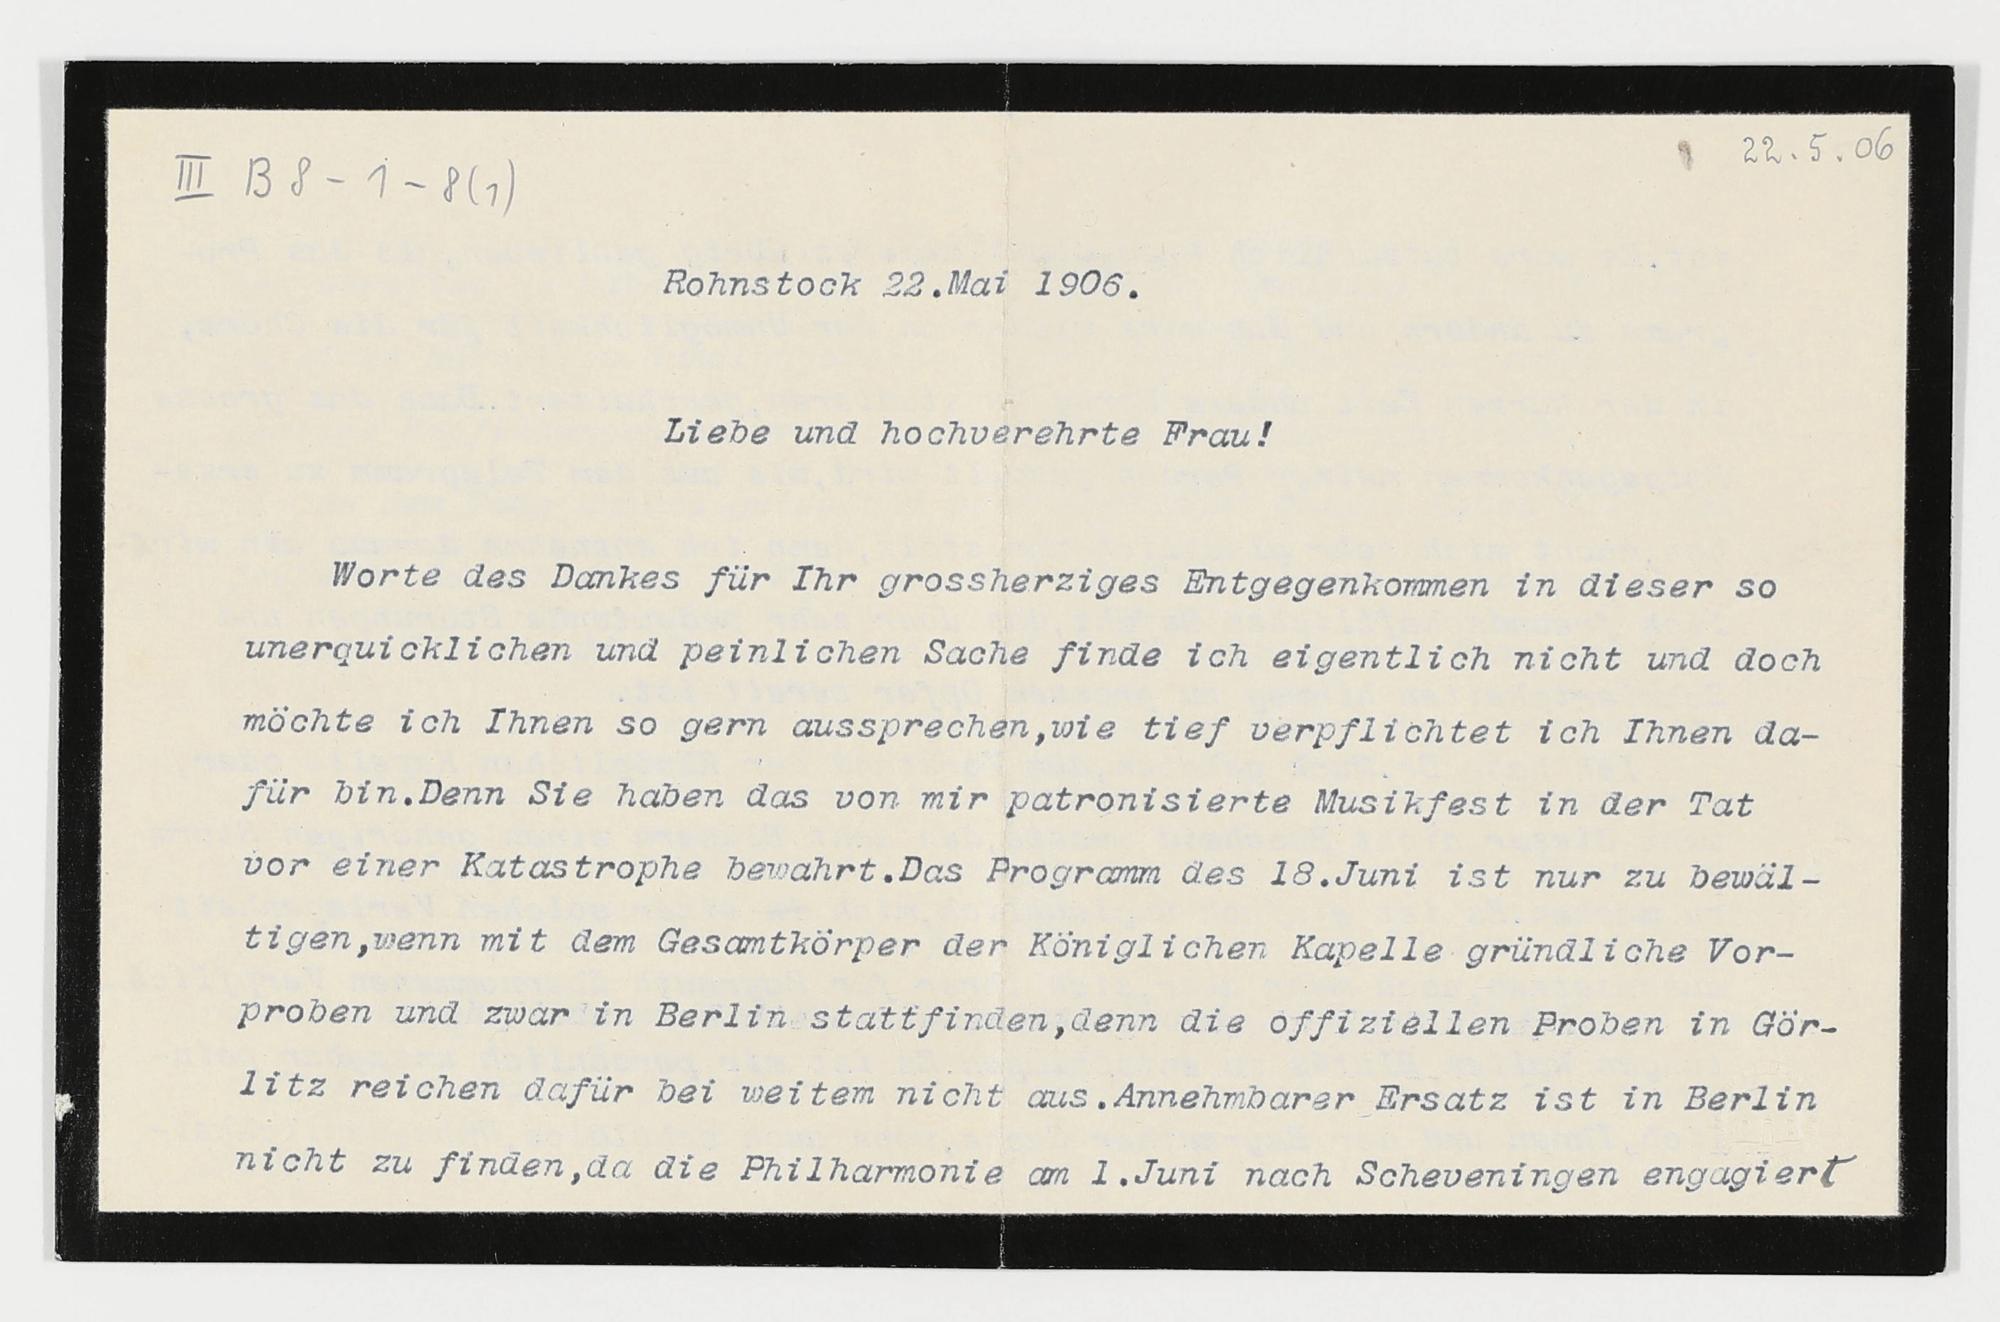 III B 8 - 1 - 8(1)
22.5.06
Rohnstock 22.Mai 1906.
Liebe und hochverehrte Frau!
Worte des Dankes für Ihr grossherziges Entgegenkommen in dieser so
unerquicklichen und peinlichen Sache finde ich eigentlich nicht und doch
möchte ich Ihnen so gern aussprechen,wie tief verpflichtet ich Ihnen da-
für bin.Denn Sie haben das von mir patronisierte Musikfest in der Tat
vor einer Katastrophe bewahrt.Das Programm des 18.Juni ist nur zu bewäl-
tigen,wenn mit dem Gesamtkörper der Königlichen Kapelle gründliche Vor-
proben und zwar in Berlin stattfinden,denn die offiziellen Proben in Gör-
litz reichen dafür bei weitem nicht aus.Annehmbarer Ersatz ist in Berlin
nicht zu finden,da die Philharmonie am 1.Juni nach Scheveningen engagiert